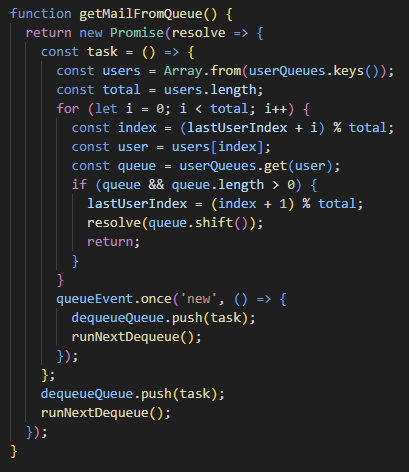 function getMailFromQueue() {
  return new Promise(resolve => {
    const task = () => {
      const users = Array.from(userQueues.keys());
      const total = users.length;
      for (let i = 0; i < total; i++) {
        const index = (lastUserIndex + i) % total;
        const user = users[index];
        const queue = userQueues.get(user);
        if (queue && queue.length > 0) {
          lastUserIndex = (index + 1) % total;
          resolve(queue.shift());
          return;
        }
      }
      queueEvent.once('new', () => {
        dequeueQueue.push(task);
        runNextDequeue();
      });
    };
    dequeueQueue.push(task);
    runNextDequeue();
  });
}